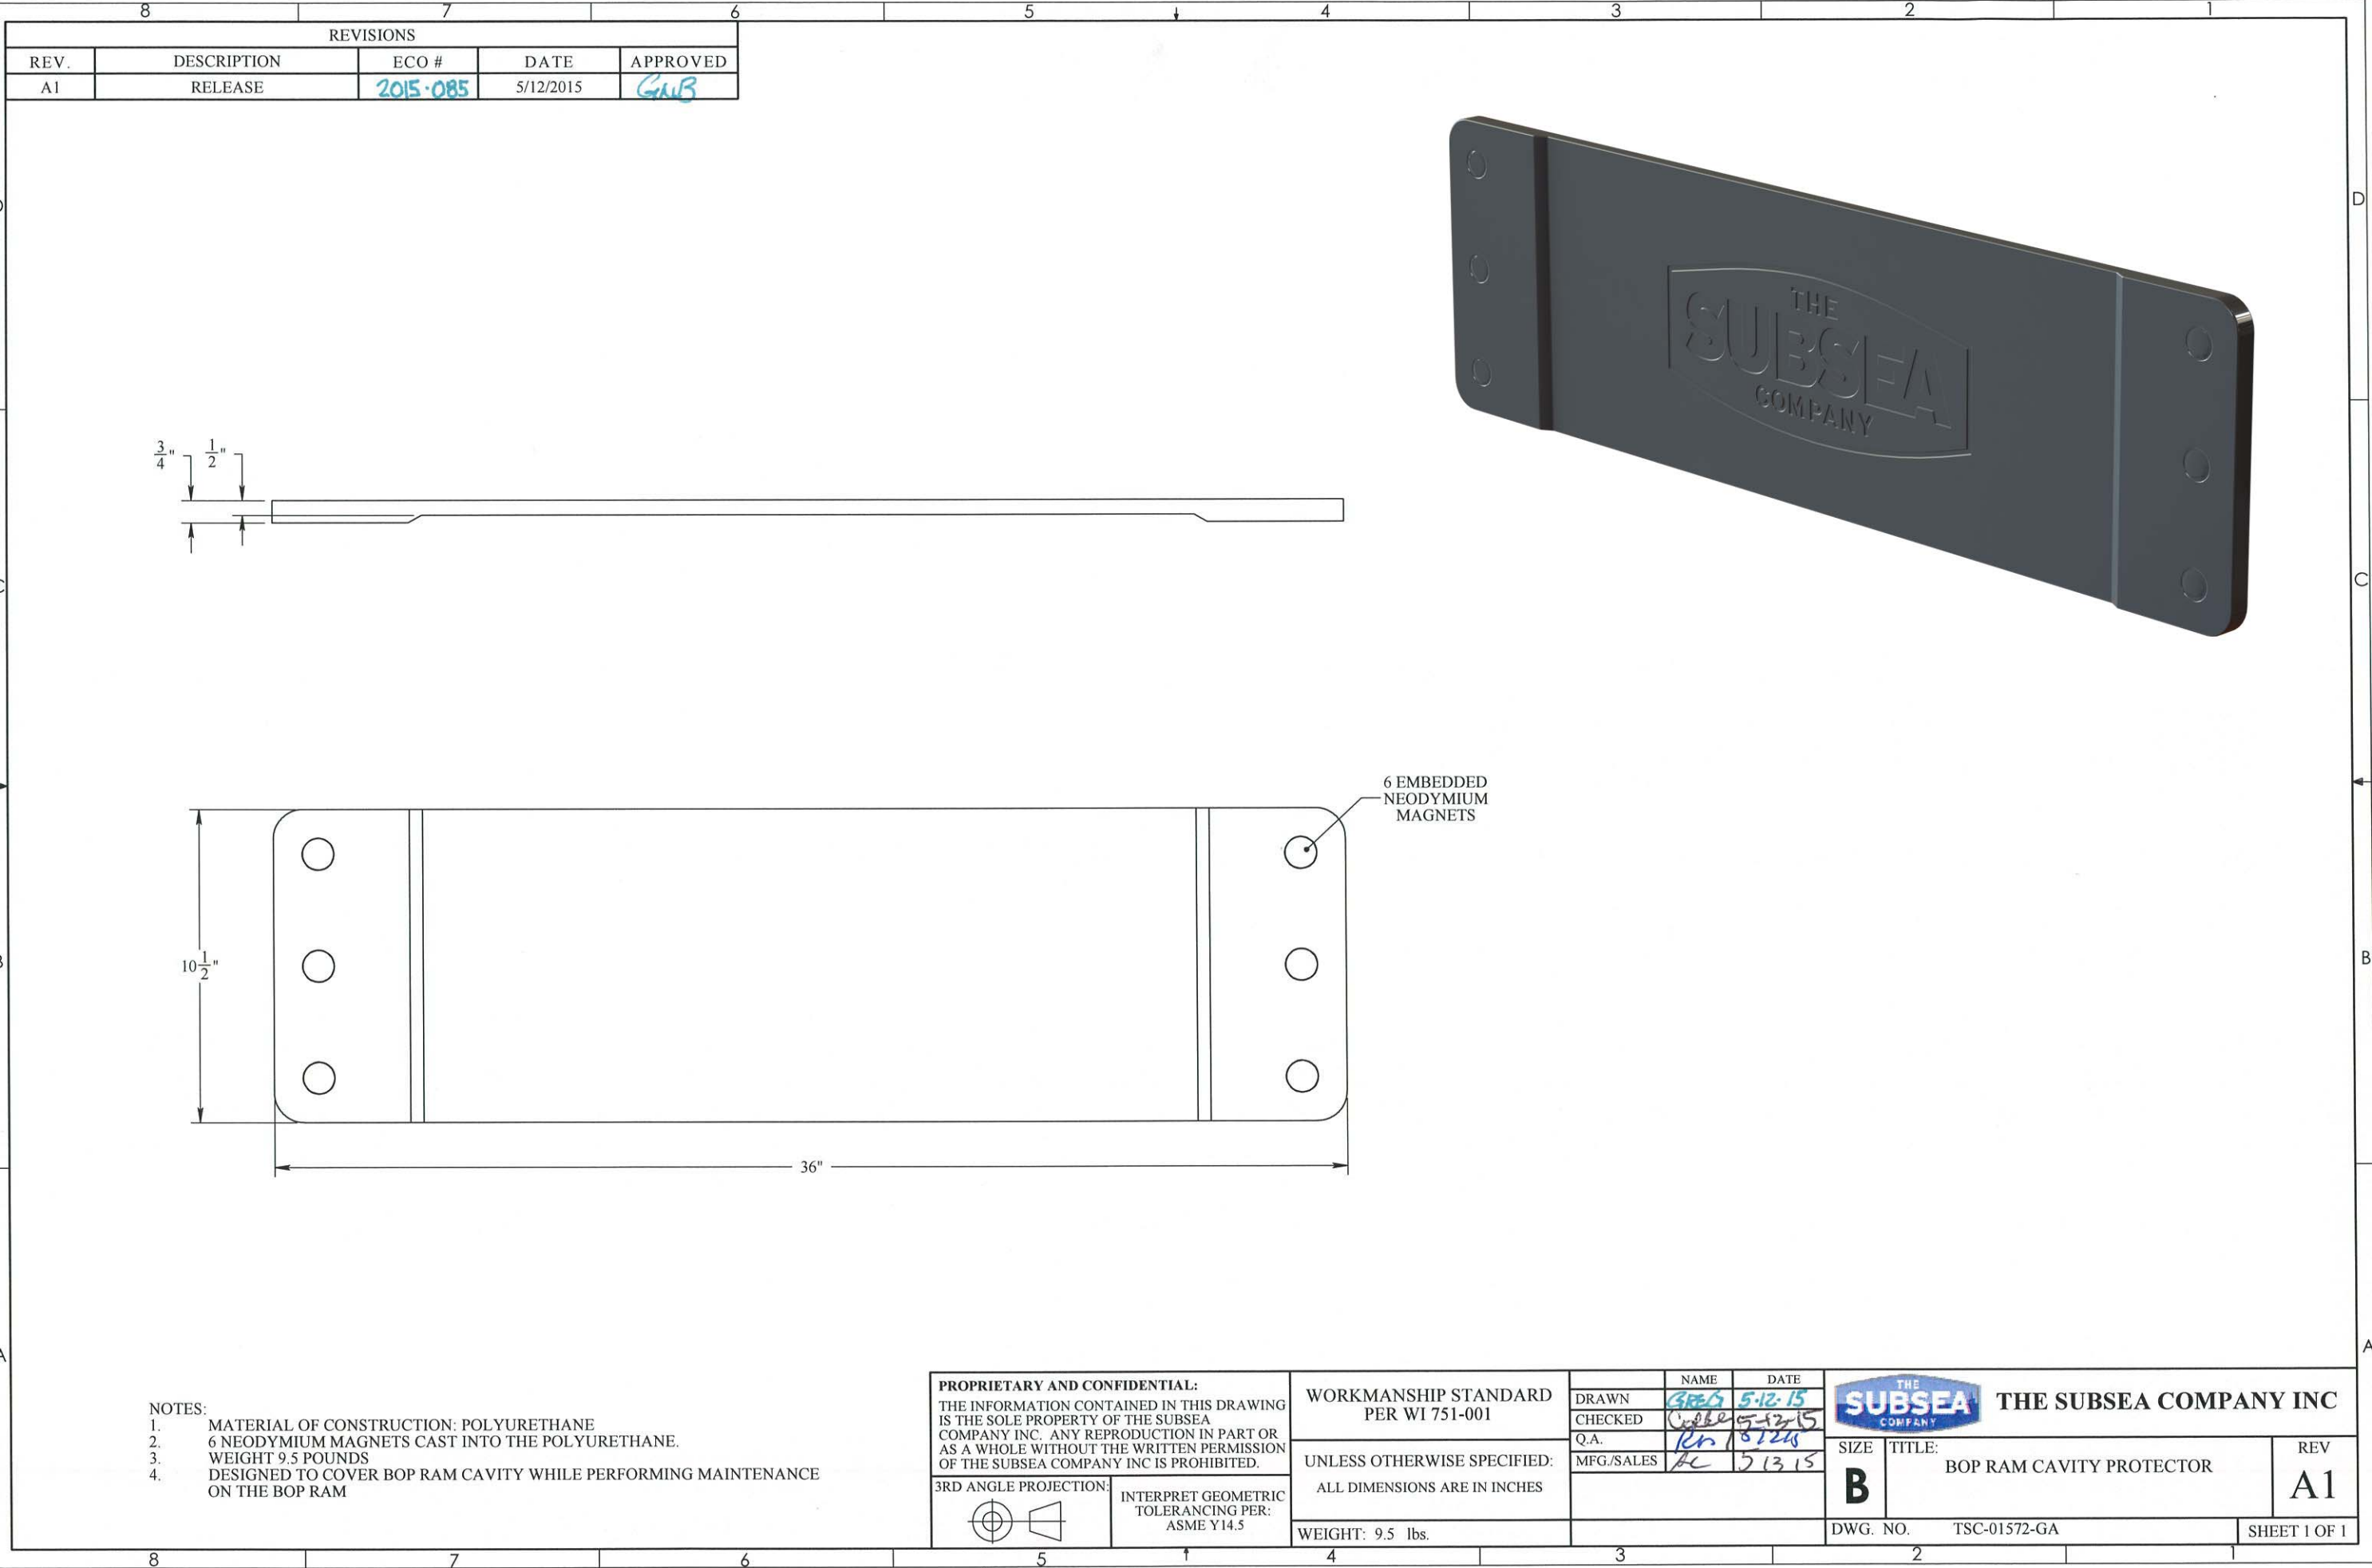 8 7 6 5 4 3 2 1
REVISIONS
REV. DESCRIPTION ECO # DATE APPROVED
A1 RELEASE 2015-085 5/12/2015 GNB
D
THE
SUBSEA
COMPANY
3/4" 1/2"
C C
6 EMBEDDED
NEODYMIUM
MAGNETS
10 1/2"
B B
36"
A A
NOTES:
1. MATERIAL OF CONSTRUCTION: POLYURETHANE
2. 6 NEODYMIUM MAGNETS CAST INTO THE POLYURETHANE.
3. WEIGHT 9.5 POUNDS
4. DESIGNED TO COVER BOP RAM CAVITY WHILE PERFORMING MAINTENANCE
ON THE BOP RAM
PROPRIETARY AND CONFIDENTIAL:
THE INFORMATION CONTAINED IN THIS DRAWING
IS THE SOLE PROPERTY OF THE SUBSEA
COMPANY INC. ANY REPRODUCTION IN PART OR
AS A WHOLE WITHOUT THE WRITTEN PERMISSION
OF THE SUBSEA COMPANY INC IS PROHIBITED.
3RD ANGLE PROJECTION:
INTERPRET GEOMETRIC
TOLERANCING PER:
ASME Y14.5
WORKMANSHIP STANDARD
PER WI 751-001
UNLESS OTHERWISE SPECIFIED:
ALL DIMENSIONS ARE IN INCHES
WEIGHT: 9.5 lbs.
NAME DATE
DRAWN GREG 5-12-15
CHECKED 5-12-15
Q.A.
MFG./SALES 5 13 15
THE
SUBSEA
COMPANY
THE SUBSEA COMPANY INC
SIZE
B
TITLE:
BOP RAM CAVITY PROTECTOR
REV
A1
DWG. NO. TSC-01572-GA
SHEET 1 OF 1
8 7 6 5 4 3 2 1